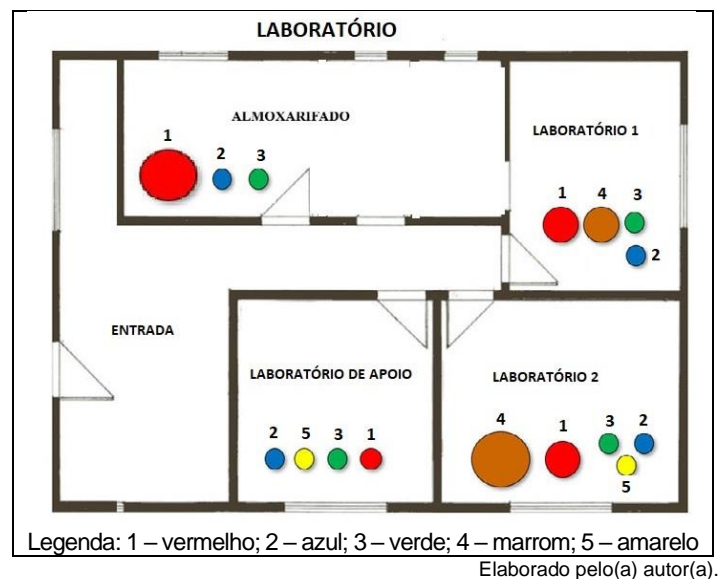 LABORATÓRIO
ALMOXARIFADO
1
2
3
LABORATÓRIO 1
1
4
3
2
ENTRADA
LABORATÓRIO DE APOIO
2
5
3
1
LABORATÓRIO 2
4
1
3
2
5
Legenda: 1 – vermelho; 2 – azul; 3 – verde; 4 – marrom; 5 – amarelo
Elaborado pelo(a) autor(a).